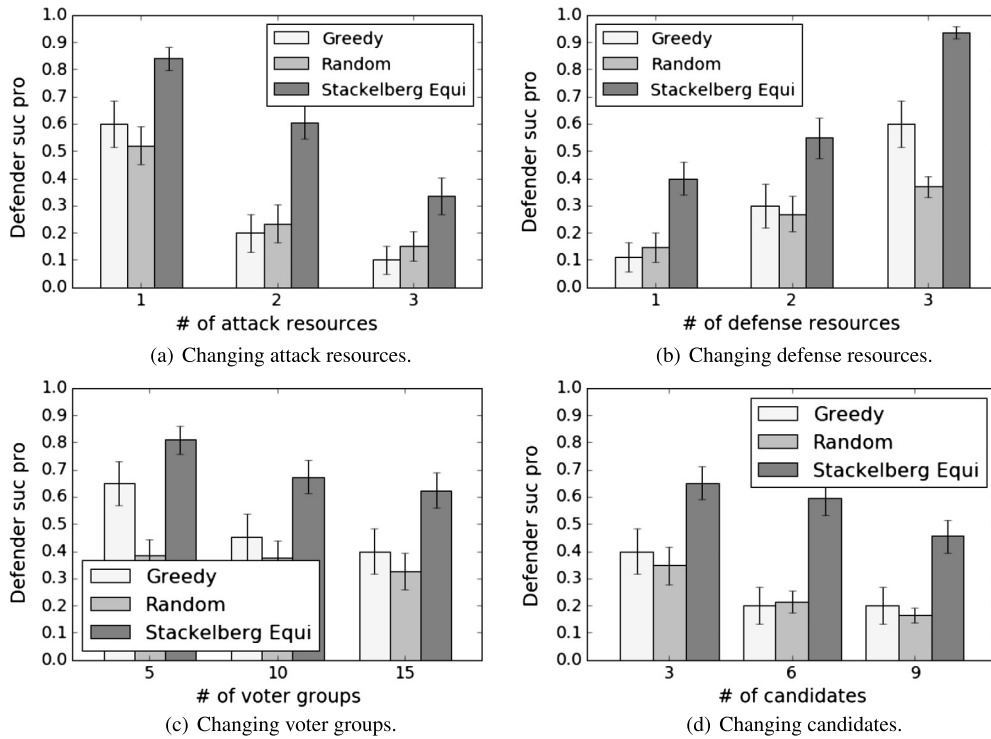 1.0
0.9
0.8
0.7
0.6
0.5
0.4
0.3
0.2
0.1
0.0
Defender suc pro
Greedy
Random
Stackelberg Equi
1 2 3
# of attack resources
(a) Changing attack resources.
1.0
0.9
0.8
0.7
0.6
0.5
0.4
0.3
0.2
0.1
0.0
Defender suc pro
Greedy
Random
Stackelberg Equi
1 2 3
# of defense resources
(b) Changing defense resources.
1.0
0.9
0.8
0.7
0.6
0.5
0.4
0.3
0.2
0.1
0.0
Defender suc pro
Greedy
Random
Stackelberg Equi
5 10 15
# of voter groups
(c) Changing voter groups.
1.0
0.9
0.8
0.7
0.6
0.5
0.4
0.3
0.2
0.1
0.0
Defender suc pro
Greedy
Random
Stackelberg Equi
3 6 9
# of candidates
(d) Changing candidates.